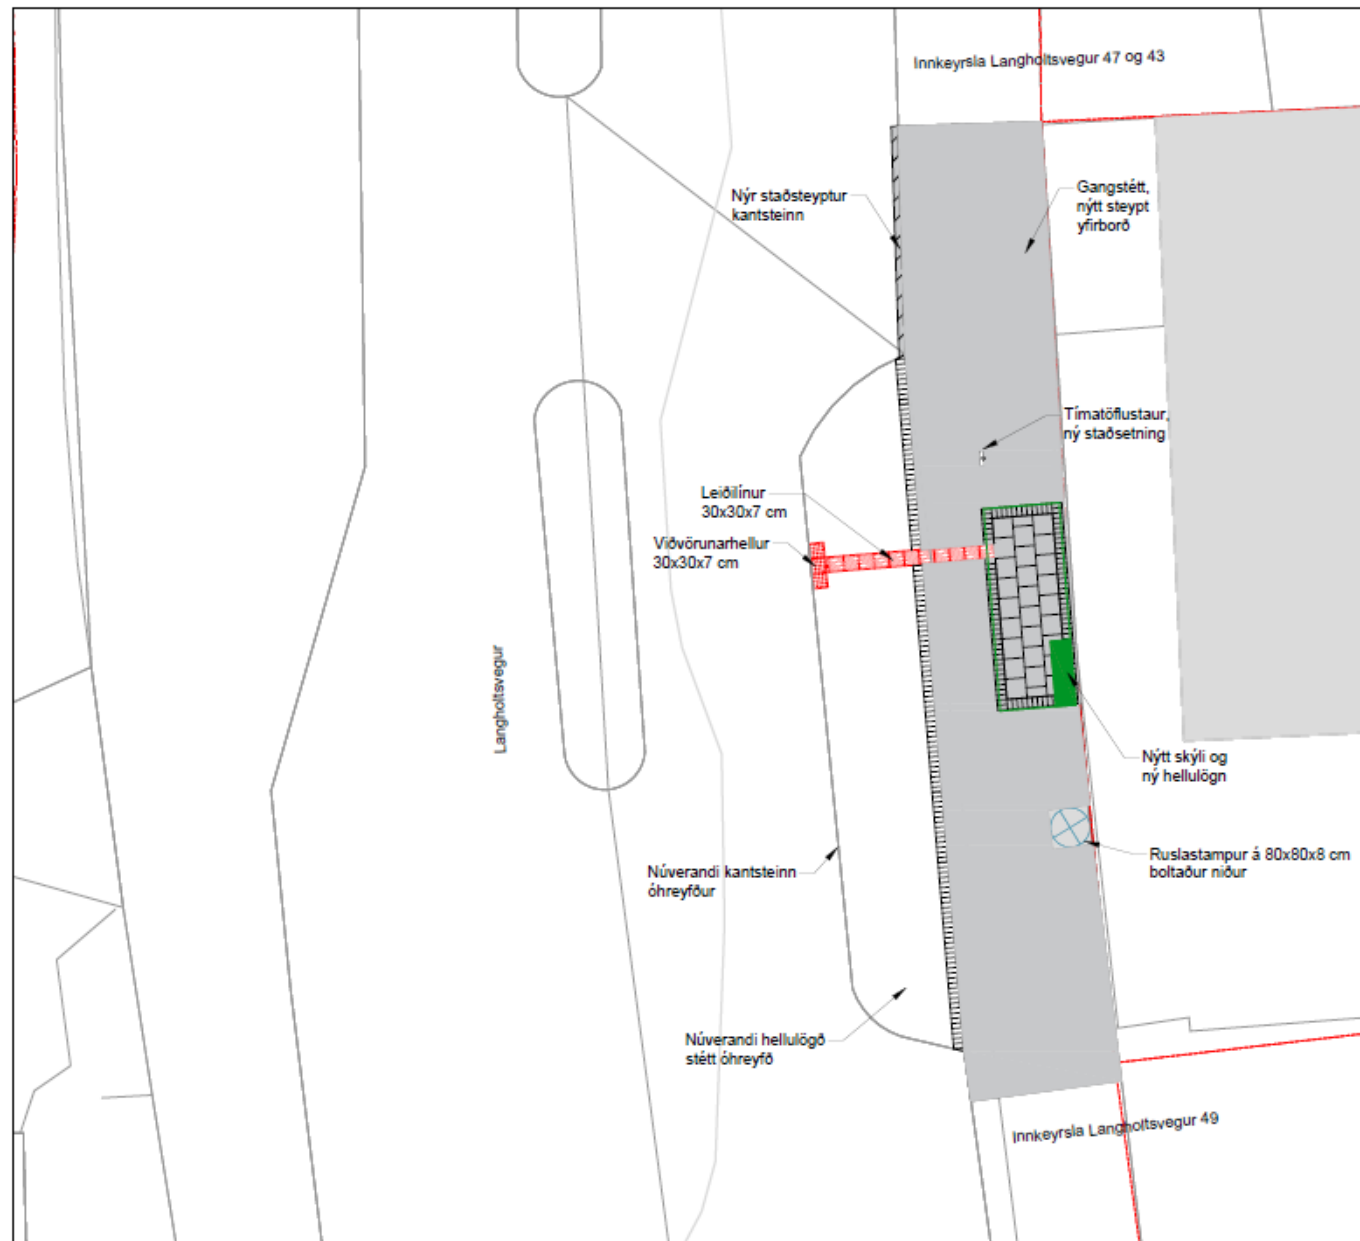 Innkeyrsla Langholtsvegur 47 og 43
Nýr staðsteyptur
kantsteinn
Gangstétt,
nýtt steypt
yfirborð
Tímatöflustaur,
ný staðsetning
Leiðilínur
30x30x7 cm
Viðvörunarhellur
30x30x7 cm
Langholtsvegur
Nýtt skýli og
ný hellulögn
Ruslastampur á 80x80x8 cm
boltaður niður
Núverandi kantsteinn
óhreyfður
Núverandi hellulögð
stétt óhreyfð
Innkeyrsla Langholtsvegur 49